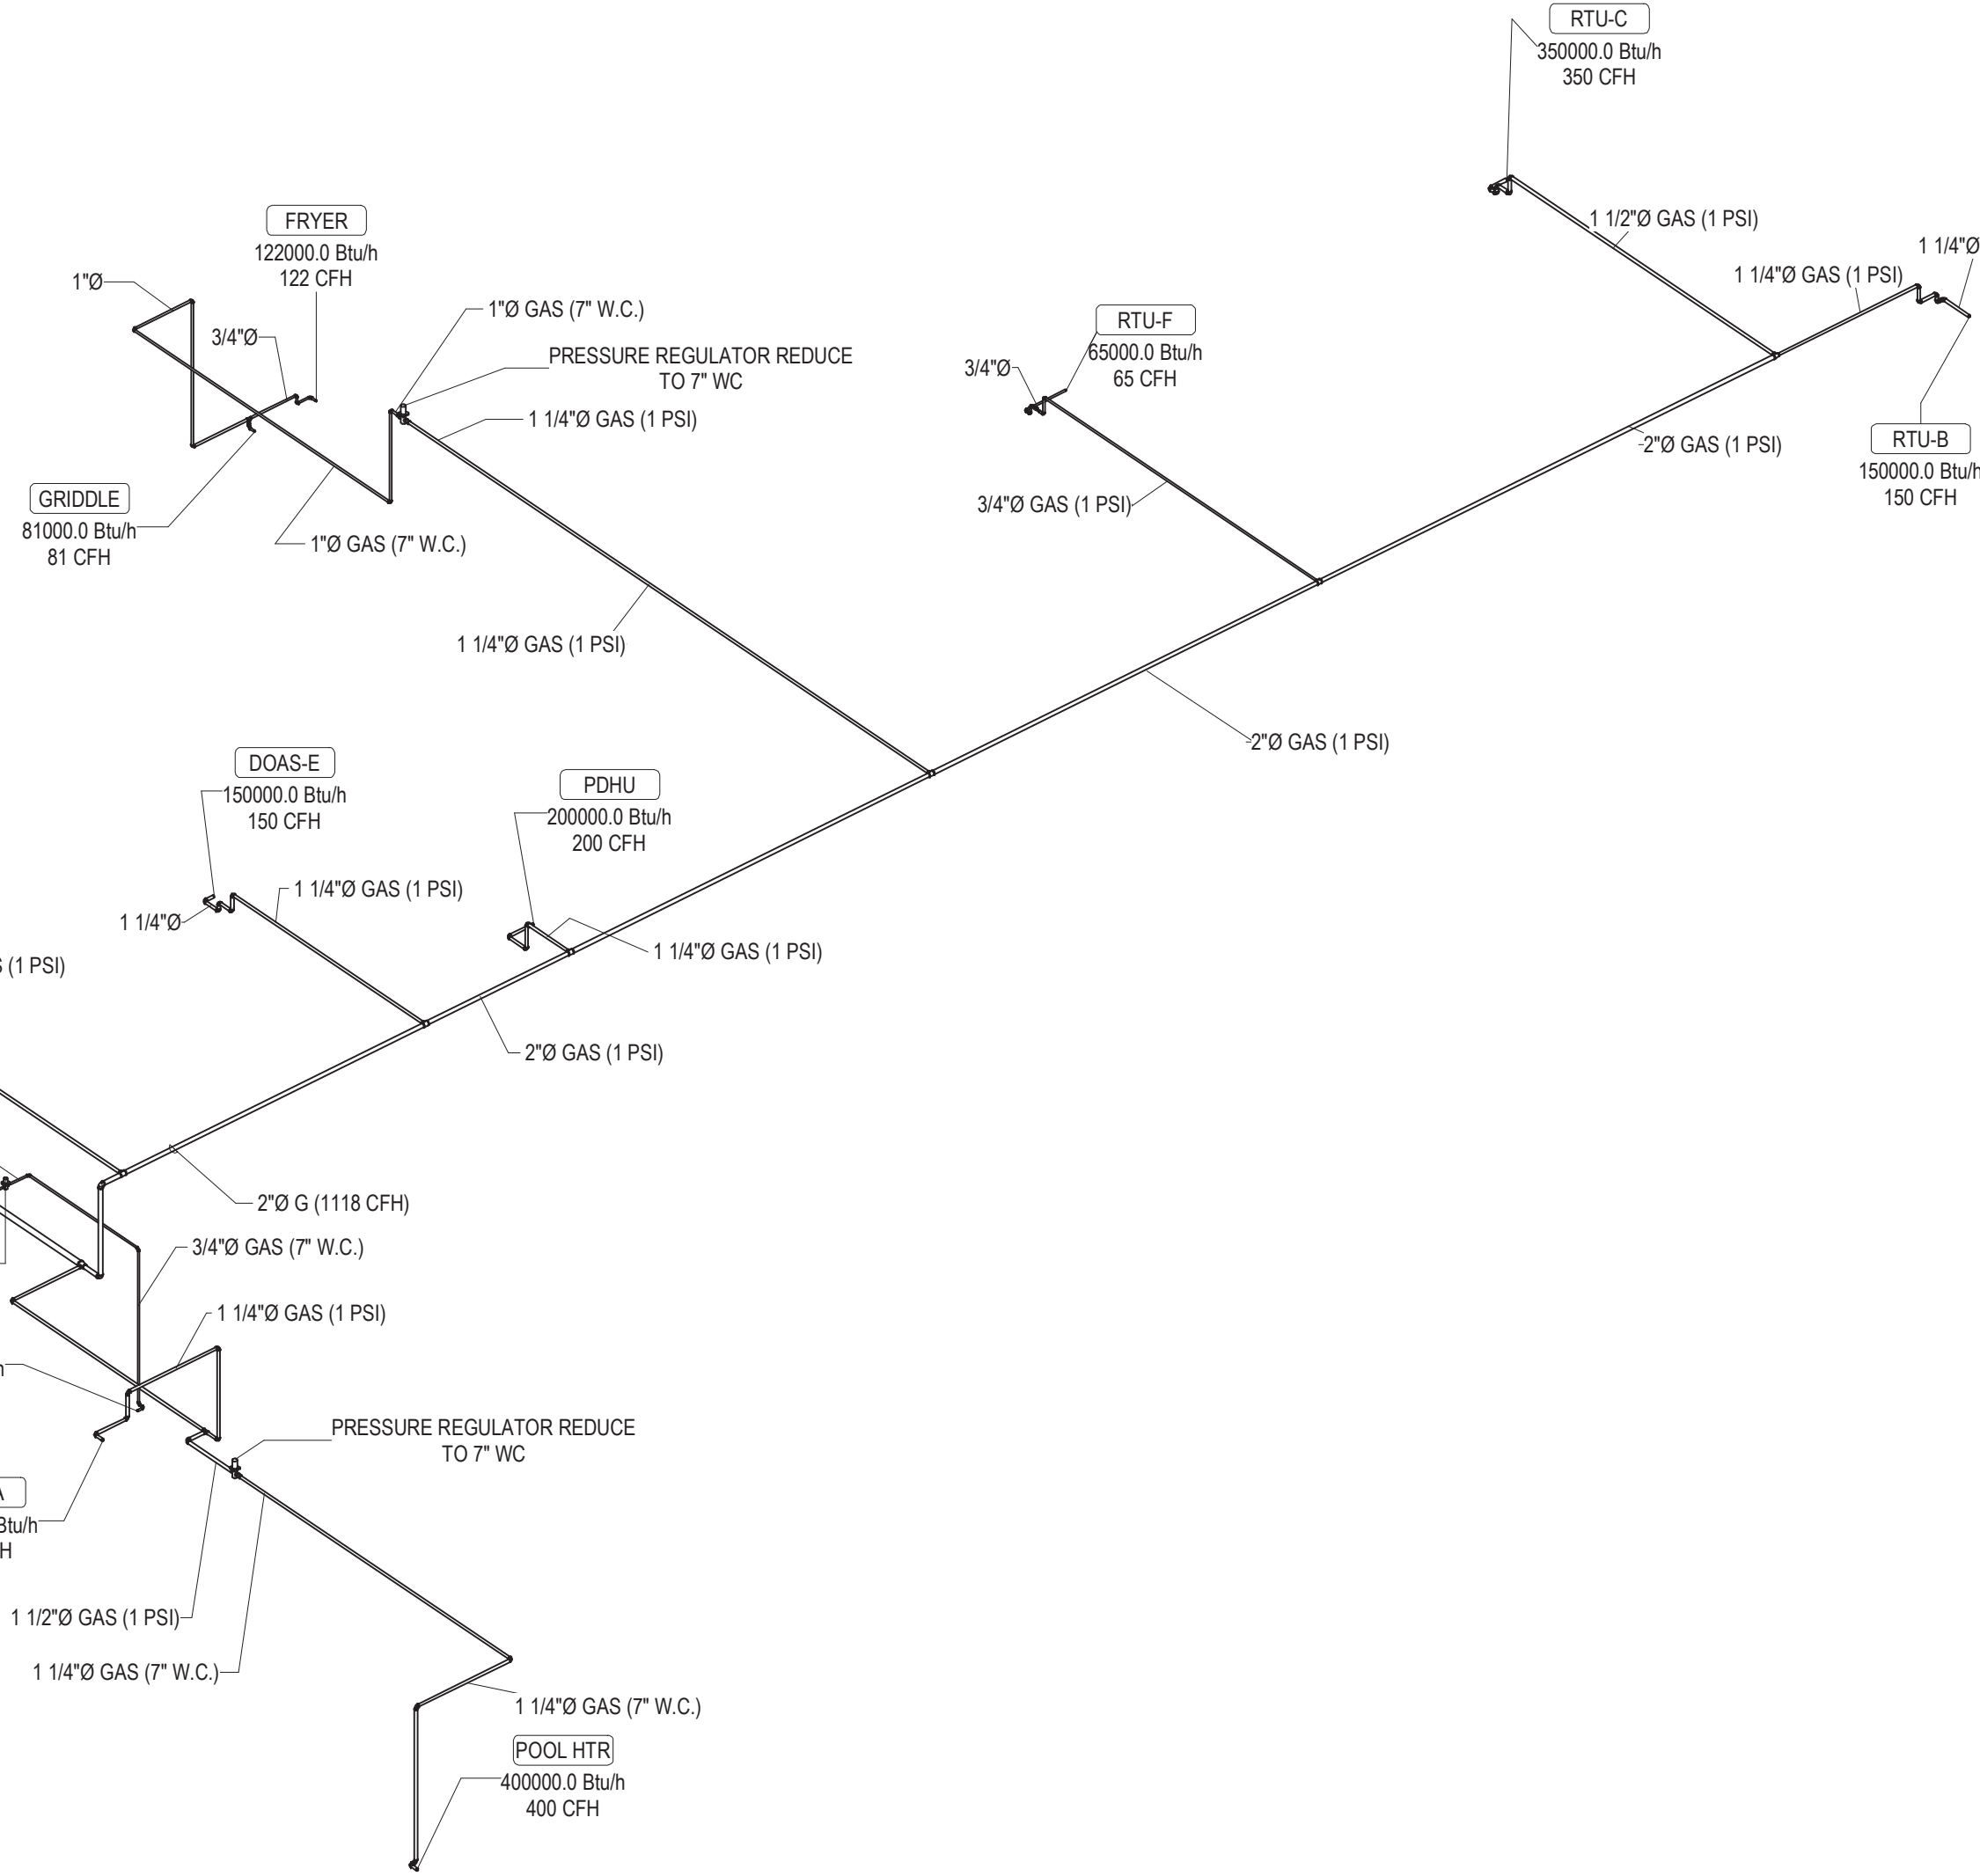 RTU-C
350000.0 Btu/h
350 CFH
1 1/2"Ø GAS (1 PSI)
1 1/4"Ø
1 1/4"Ø GAS (1 PSI)
FRYER
122000.0 Btu/h
122 CFH
1"Ø
3/4"Ø
1"Ø GAS (7" W.C.)
PRESSURE REGULATOR REDUCE
TO 7" WC
1 1/4"Ø GAS (1 PSI)
RTU-F
65000.0 Btu/h
65 CFH
3/4"Ø
2"Ø GAS (1 PSI)
RTU-B
150000.0 Btu/h
150 CFH
GRIDDLE
81000.0 Btu/h
81 CFH
3/4"Ø GAS (1 PSI)
1"Ø GAS (7" W.C.)
1 1/4"Ø GAS (1 PSI)
2"Ø GAS (1 PSI)
DOAS-E
150000.0 Btu/h
150 CFH
PDHU
200000.0 Btu/h
200 CFH
1 1/4"Ø GAS (1 PSI)
1 1/4"Ø
1 1/4"Ø GAS (1 PSI)
(1 PSI)
2"Ø GAS (1 PSI)
2"Ø G (1118 CFH)
3/4"Ø GAS (7" W.C.)
1 1/4"Ø GAS (1 PSI)
PRESSURE REGULATOR REDUCE
TO 7" WC
A
Btu/h
H
1 1/2"Ø GAS (1 PSI)
1 1/4"Ø GAS (7" W.C.)
1 1/4"Ø GAS (7" W.C.)
POOL HTR
400000.0 Btu/h
400 CFH